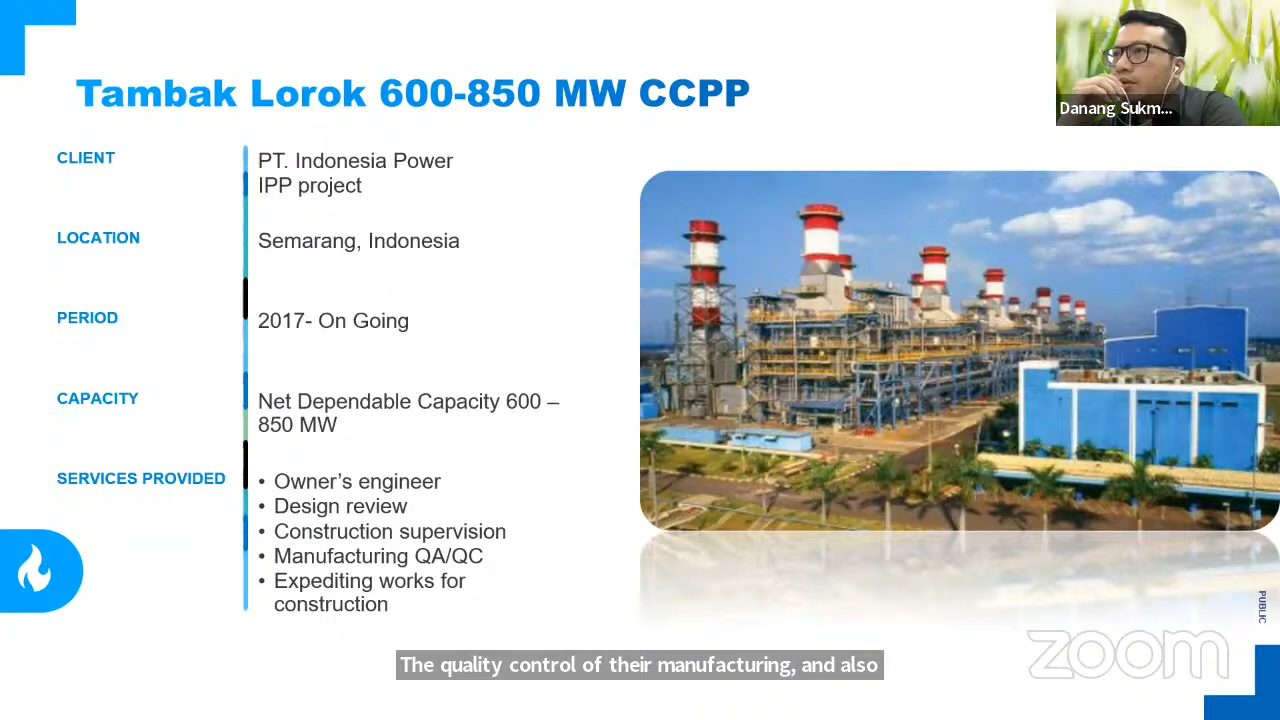 Tambak Lorok 600-850 MW CCPP
Danang Sukm...
CLIENT
PT. Indonesia Power
IPP project
LOCATION
Semarang, Indonesia
PERIOD
2017- On Going
CAPACITY
Net Dependable Capacity 600 –
850 MW
SERVICES PROVIDED
• Owner’s engineer
• Design review
• Construction supervision
• Manufacturing QA/QC
• Expediting works for
construction
PUBLIC
zoom
The quality control of their manufacturing, and also